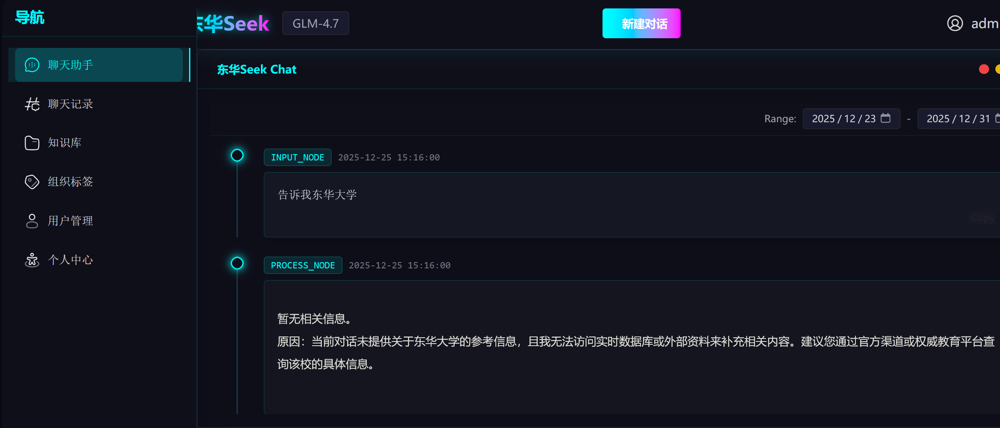 导航
东华Seek
GLM-4.7
新建对话
adm
聊天助手
聊天记录
知识库
组织标签
用户管理
个人中心
东华Seek Chat
Range: 2025 / 12 / 23 - 2025 / 12 / 31
INPUT_NODE 2025-12-25 15:16:00
告诉我东华大学
Copy
PROCESS_NODE 2025-12-25 15:16:00
暂无相关信息。
原因：当前对话未提供关于东华大学的参考信息，且我无法访问实时数据库或外部资料来补充相关内容。建议您通过官方渠道或权威教育平台查
询该校的具体信息。